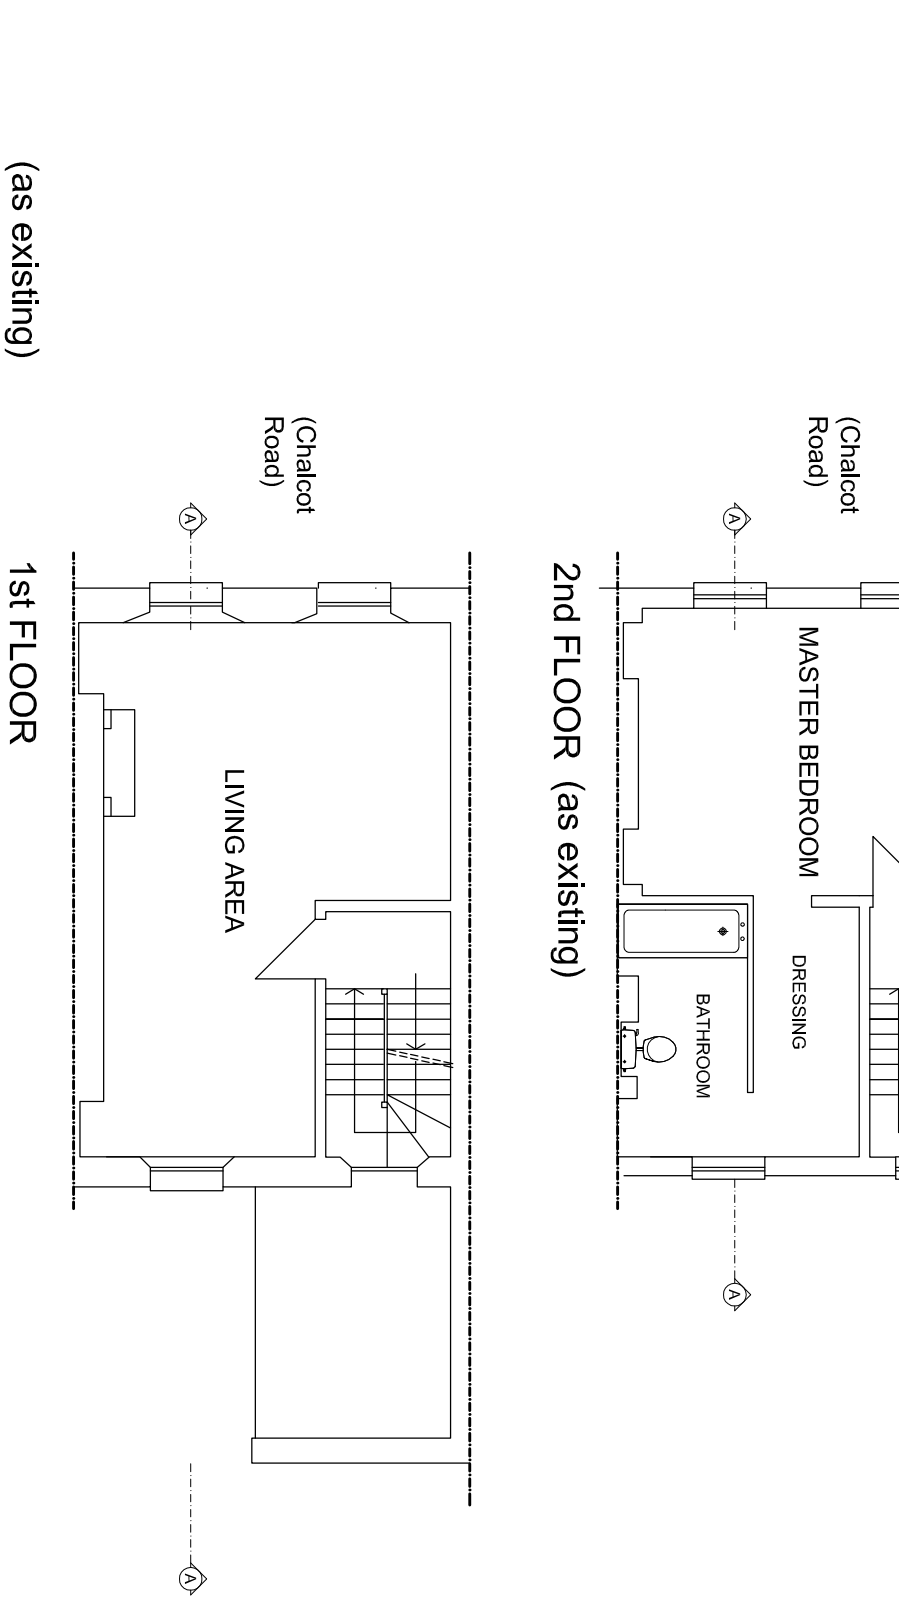 (Chalcot
Road)
A
MASTER BEDROOM
DRESSING
BATHROOM
A
2nd FLOOR (as existing)
(Chalcot
Road)
A
LIVING AREA
A
(as existing)
1st FLOOR